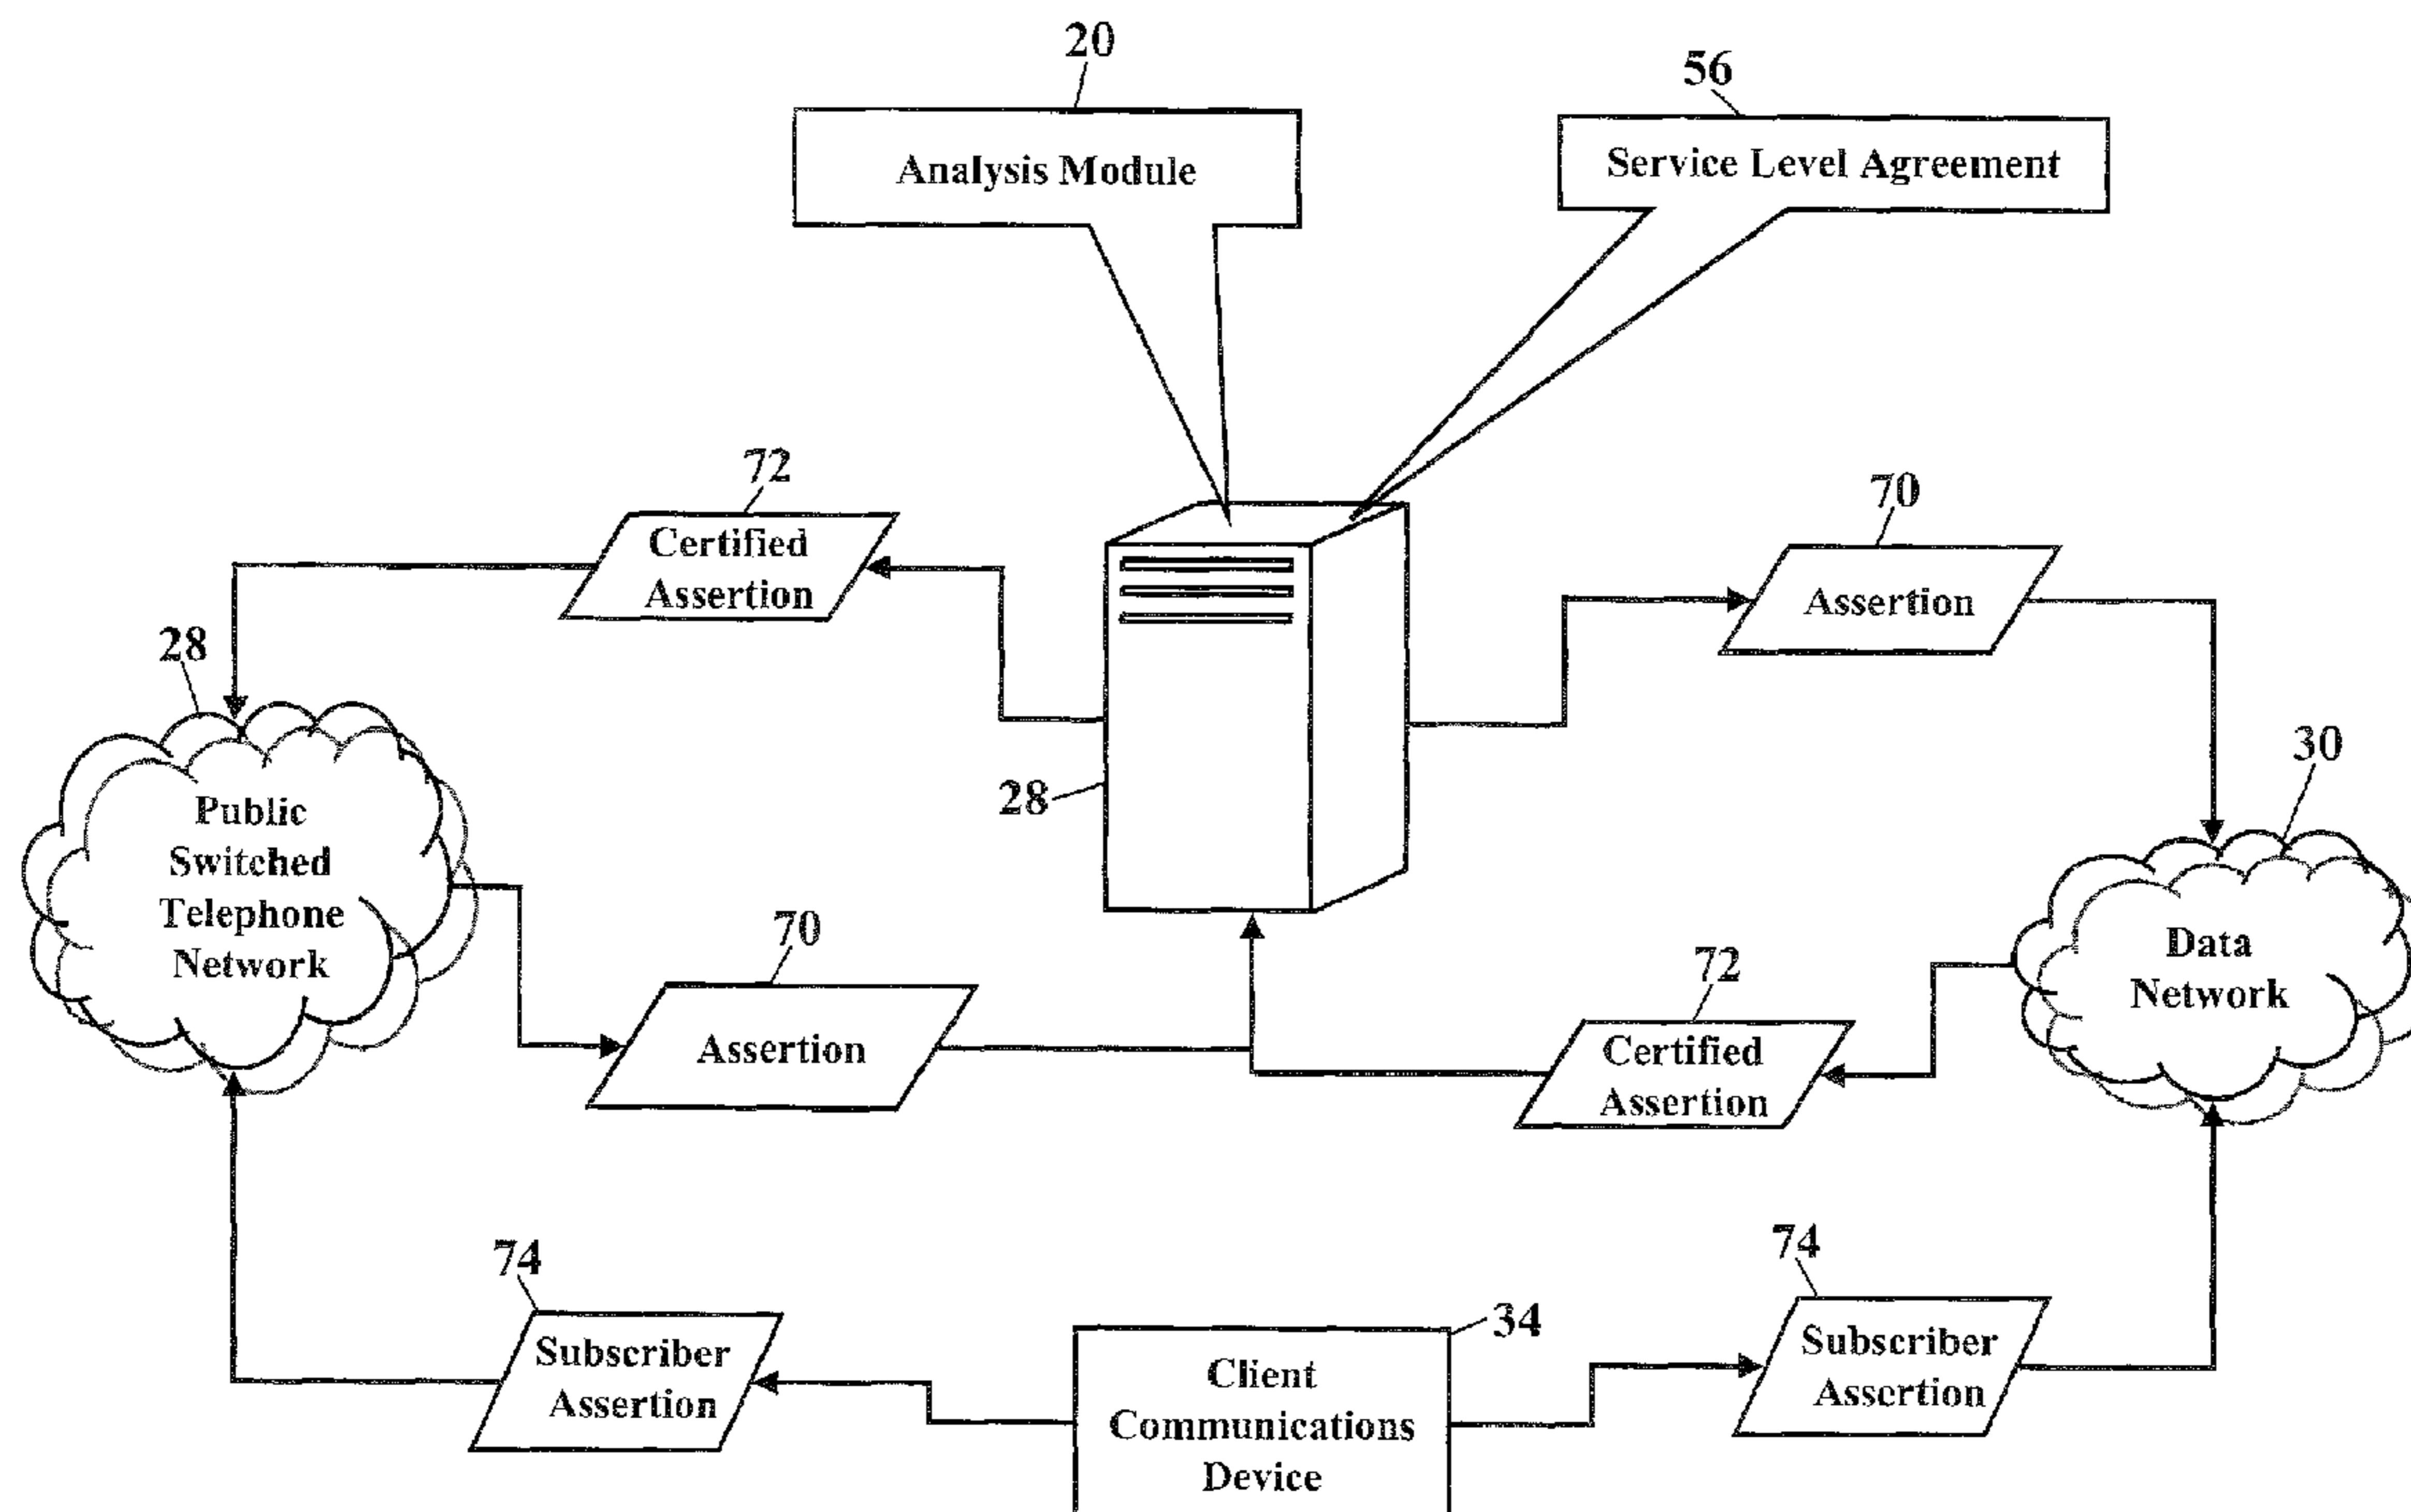 20
56
Analysis Module
Service Level Agreement
72
Certified
Assertion
70
Assertion
28
Public
Switched
Telephone
Network
28
30
Data
Network
70
Assertion
72
Certified
Assertion
74
Subscriber
Assertion
34
Client
Communications
Device
74
Subscriber
Assertion